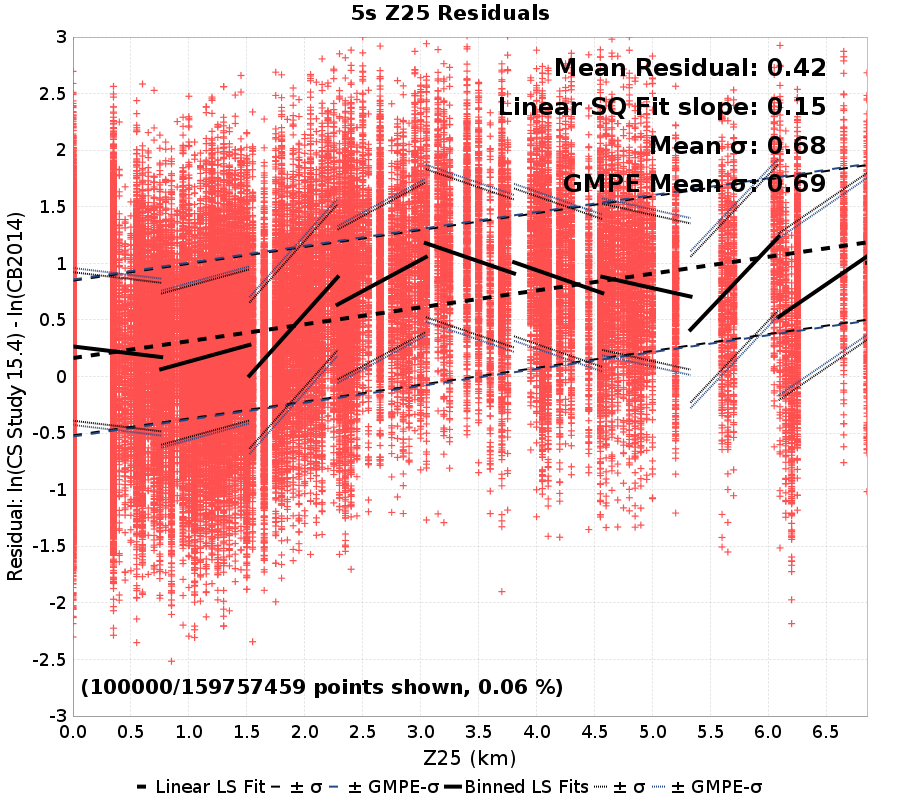 5s Z25 Residuals
Mean Residual: 0.42
Linear SQ Fit slope: 0.15
Mean σ: 0.68
GMPE Mean σ: 0.69
Residual: ln(CS Study 15.4) - ln(CB2014)
3
2.5
2
1.5
1
0.5
0
-0.5
-1
-1.5
-2
-2.5
-3
(100000/159757459 points shown, 0.06 %)
0.0 0.5 1.0 1.5 2.0 2.5 3.0 3.5 4.0 4.5 5.0 5.5 6.0 6.5
Z25 (km)
Linear LS Fit ± σ ± GMPE-σ Binned LS Fits ± σ ± GMPE-σ